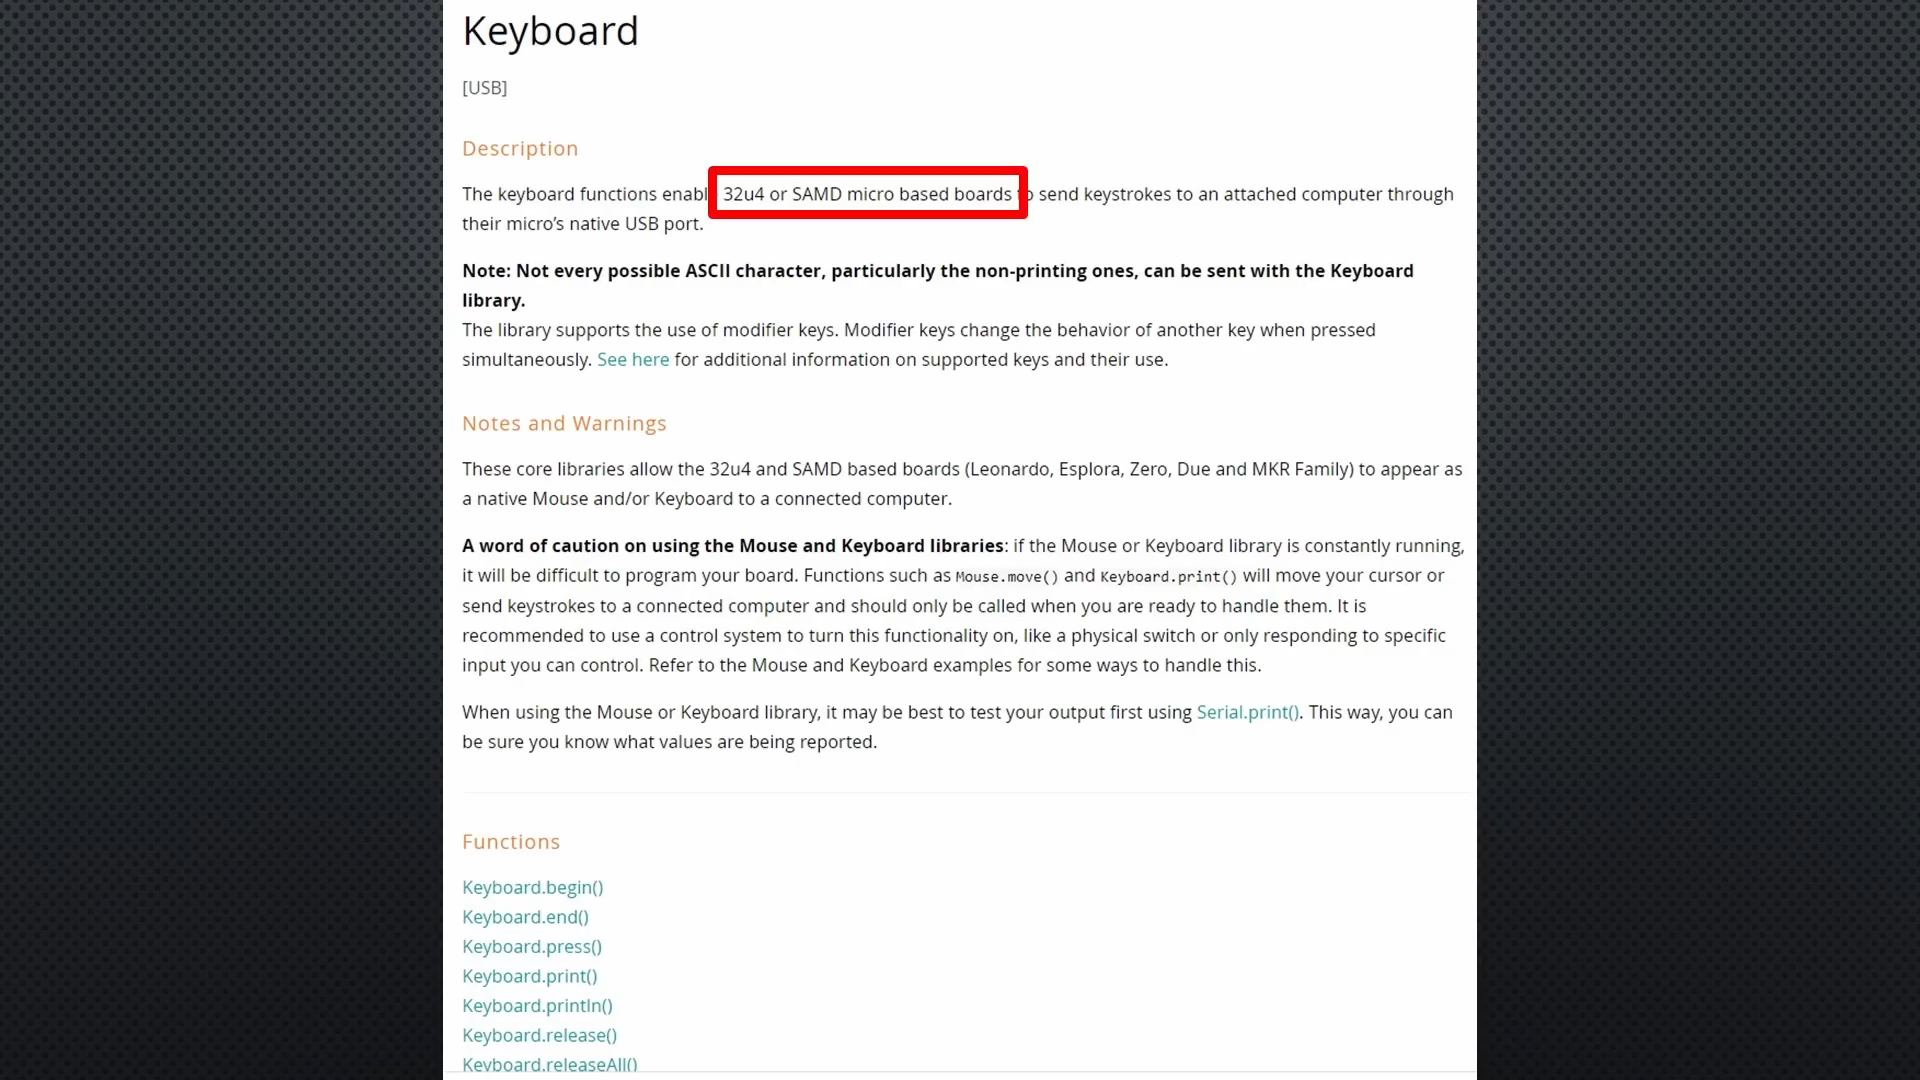 Keyboard
[USB]
Description
The keyboard functions enabl 32u4 or SAMD micro based boards to send keystrokes to an attached computer through
their micro’s native USB port.
Note: Not every possible ASCII character, particularly the non-printing ones, can be sent with the Keyboard
library.
The library supports the use of modifier keys. Modifier keys change the behavior of another key when pressed
simultaneously. See here for additional information on supported keys and their use.
Notes and Warnings
These core libraries allow the 32u4 and SAMD based boards (Leonardo, Esplora, Zero, Due and MKR Family) to appear as
a native Mouse and/or Keyboard to a connected computer.
A word of caution on using the Mouse and Keyboard libraries: if the Mouse or Keyboard library is constantly running,
it will be difficult to program your board. Functions such as Mouse.move() and Keyboard.print() will move your cursor or
send keystrokes to a connected computer and should only be called when you are ready to handle them. It is
recommended to use a control system to turn this functionality on, like a physical switch or only responding to specific
input you can control. Refer to the Mouse and Keyboard examples for some ways to handle this.
When using the Mouse or Keyboard library, it may be best to test your output first using Serial.print(). This way, you can
be sure you know what values are being reported.
Functions
Keyboard.begin()
Keyboard.end()
Keyboard.press()
Keyboard.print()
Keyboard.println()
Keyboard.release()
Keyboard.releaseAll()